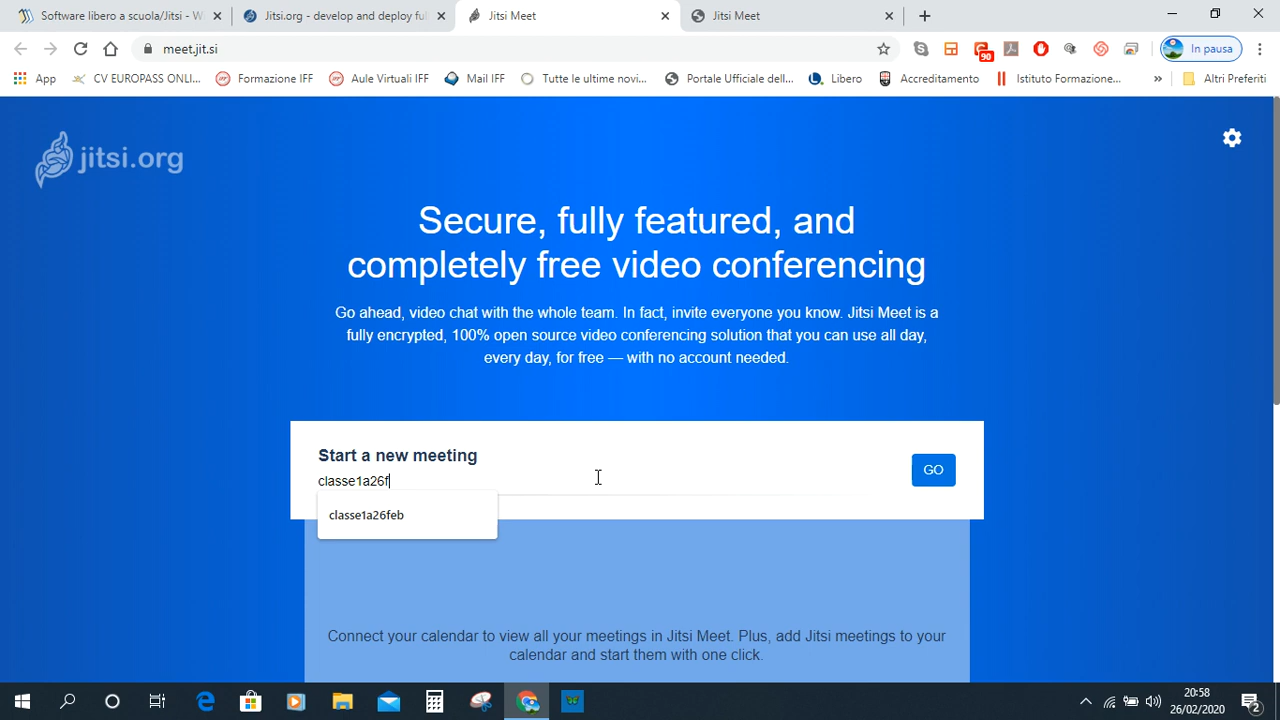 Software libero a scuola/Jitsi - W
Jitsi.org - develop and deploy full
Jitsi Meet
Jitsi Meet
meet.jit.si
90
In pausa
App
CV EUROPASS ONLI...
Formazione IFF
Aule Virtuali IFF
Mail IFF
Tutte le ultime novi...
Portale Ufficiale dell...
Libero
Accreditamento
Istituto Formazione...
»
Altri Preferiti
jitsi.org
Secure, fully featured, and
completely free video conferencing
Go ahead, video chat with the whole team. In fact, invite everyone you know. Jitsi Meet is a
fully encrypted, 100% open source video conferencing solution that you can use all day,
every day, for free — with no account needed.
Start a new meeting
classe1a26f
GO
classe1a26feb
Connect your calendar to view all your meetings in Jitsi Meet. Plus, add Jitsi meetings to your
calendar and start them with one click.
20:58
26/02/2020
2